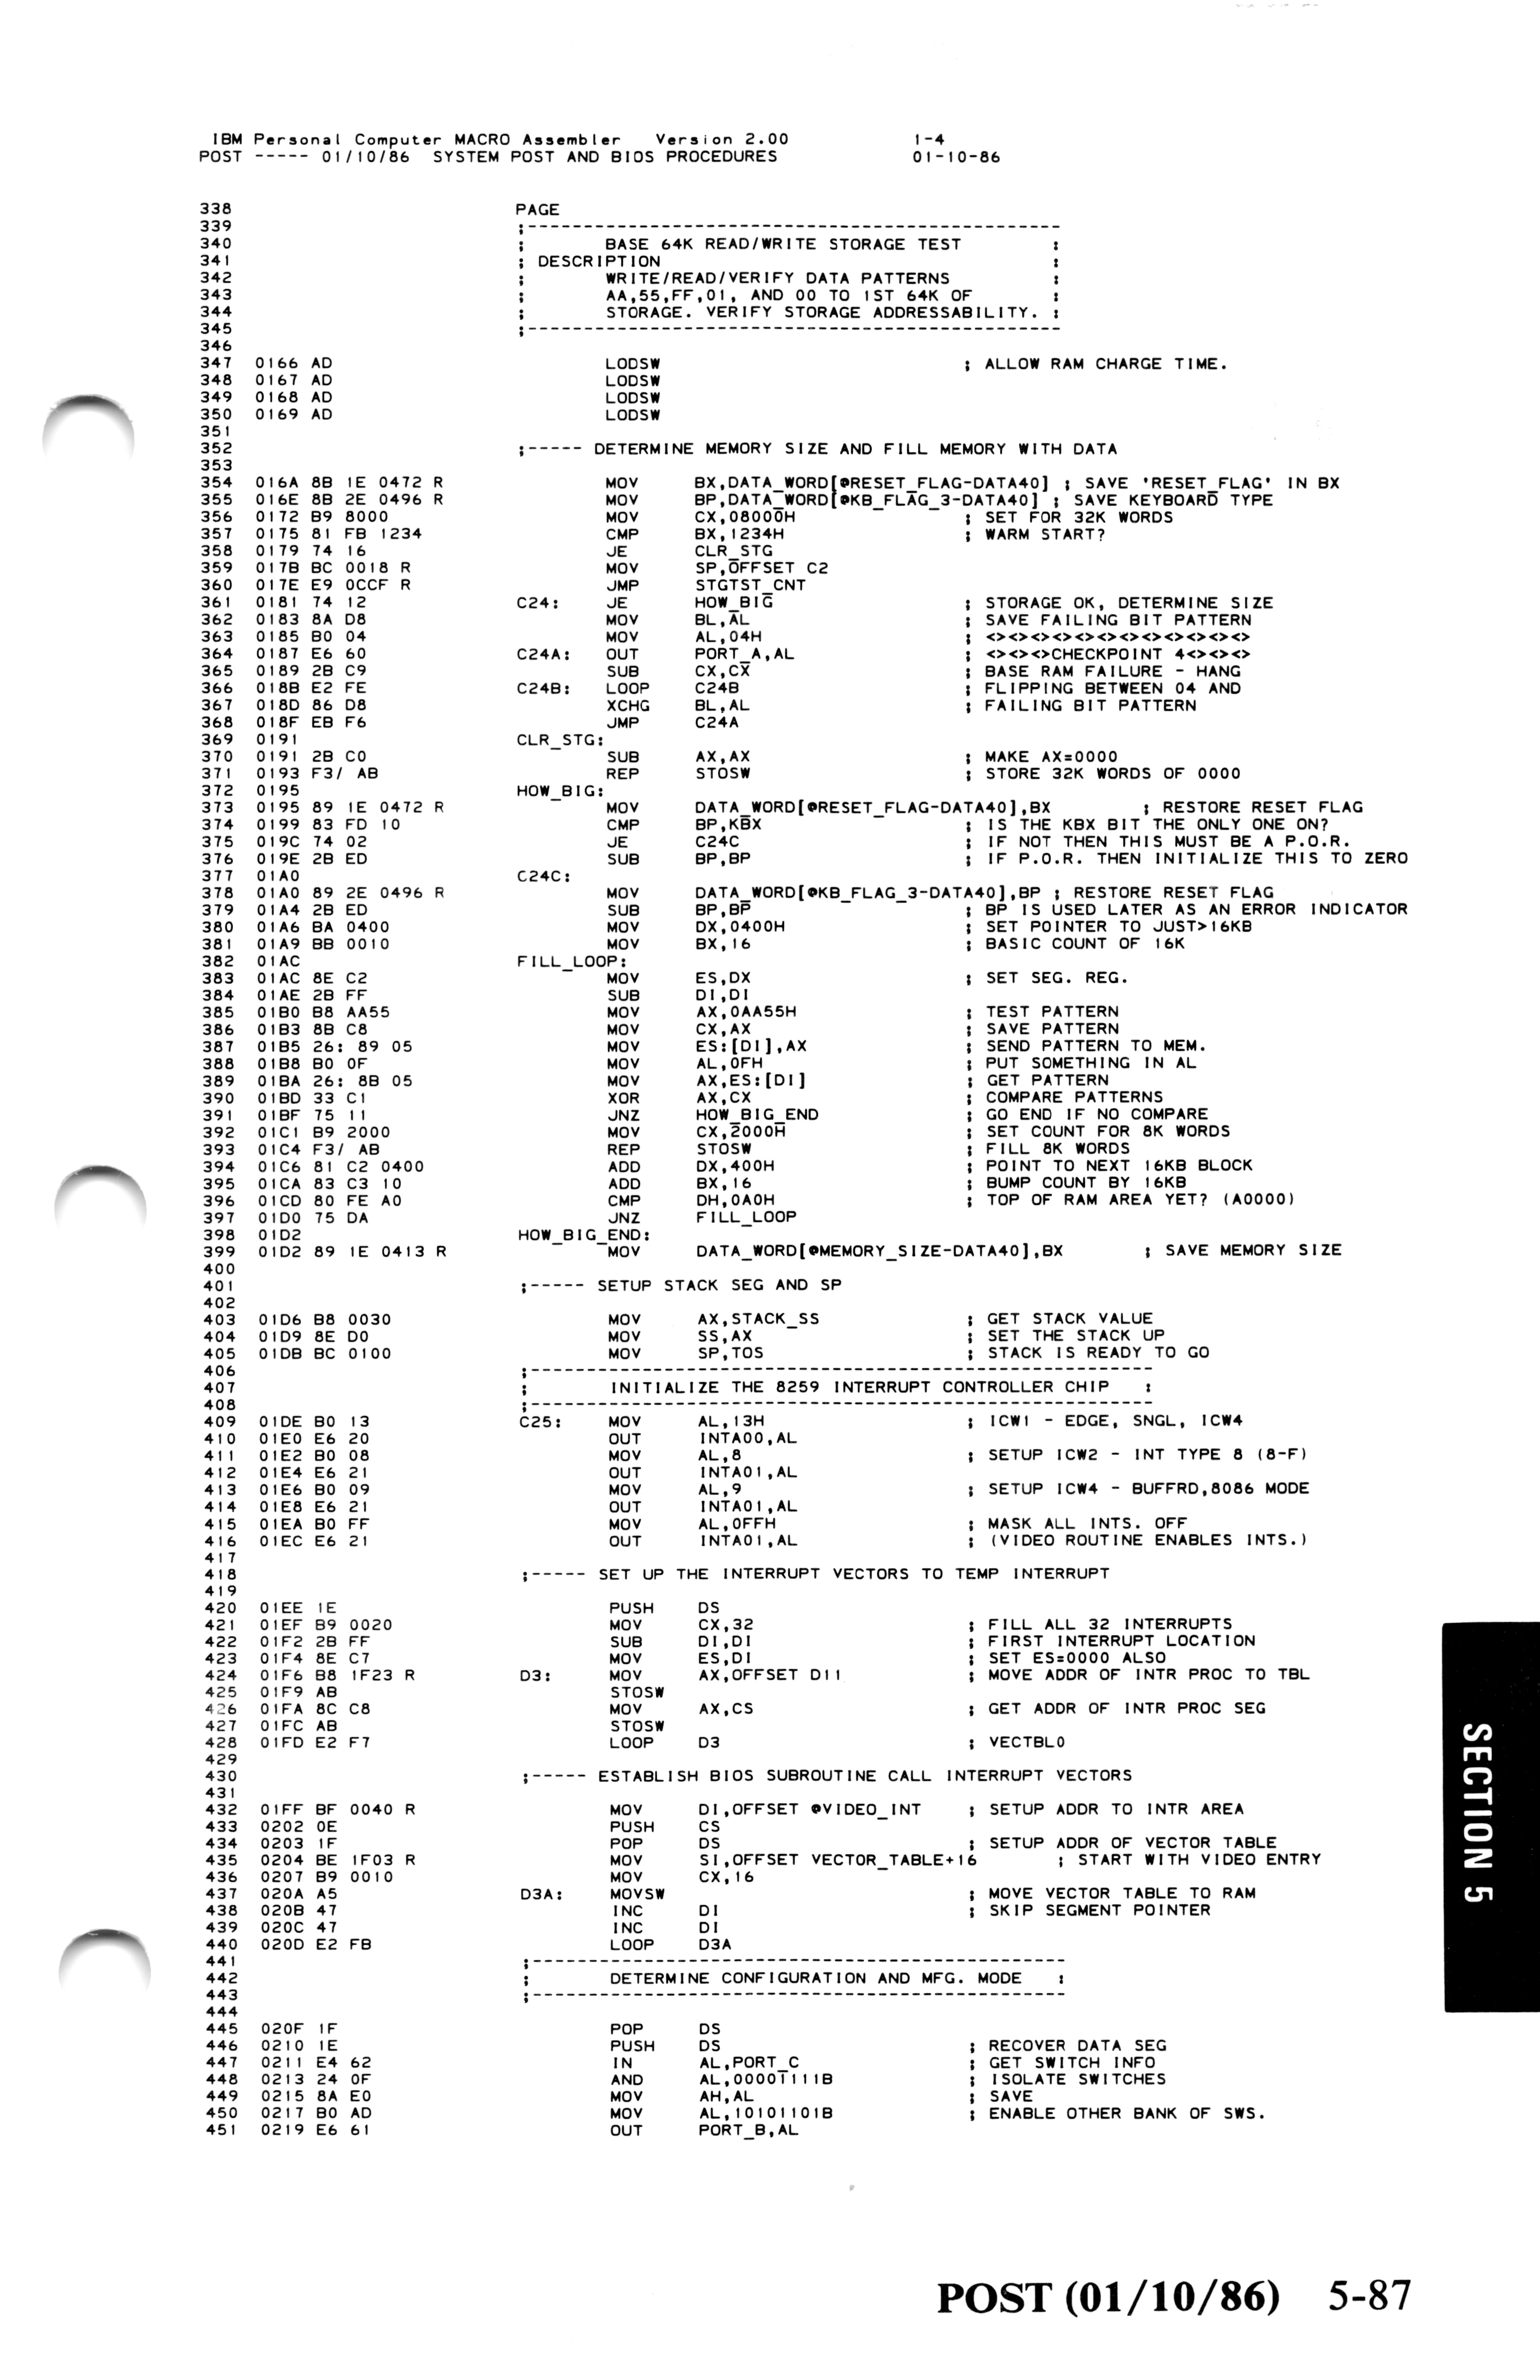 IBM Personal Computer MACRO Assembler   Version 2.00            1-4
POST ----- 01/10/86  SYSTEM POST AND BIOS PROCEDURES            01-10-86
338                         PAGE
339                         ;-----------------------------------------------
340                         ;       BASE 64K READ/WRITE STORAGE TEST        :
341                         ; DESCRIPTION                                   :
342                         ;       WRITE/READ/VERIFY DATA PATTERNS         :
343                         ;       AA,55,FF,01, AND 00 TO 1ST 64K OF       :
344                         ;       STORAGE. VERIFY STORAGE ADDRESSABILITY. :
345                         ;-----------------------------------------------
346
347  0166 AD                        LODSW                           ; ALLOW RAM CHARGE TIME.
348  0167 AD                        LODSW
349  0168 AD                        LODSW
350  0169 AD                        LODSW
351
352                         ;----- DETERMINE MEMORY SIZE AND FILL MEMORY WITH DATA
353
354  016A 8B 1E 0472 R              MOV     BX,DATA_WORD[@RESET_FLAG-DATA40] ; SAVE 'RESET_FLAG' IN BX
355  016E 8B 2E 0496 R              MOV     BP,DATA_WORD[@KB_FLAG_3-DATA40] ; SAVE KEYBOARD TYPE
356  0172 B9 8000                   MOV     CX,08000H               ; SET FOR 32K WORDS
357  0175 81 FB 1234                CMP     BX,1234H                ; WARM START?
358  0179 74 16                     JE      CLR_STG
359  017B BC 0018 R                 MOV     SP,OFFSET C2
360  017E E9 0CCF R                 JMP     STGTST_CNT
361  0181 74 12             C24:    JE      HOW_BIG                 ; STORAGE OK, DETERMINE SIZE
362  0183 8A D8                     MOV     BL,AL                   ; SAVE FAILING BIT PATTERN
363  0185 B0 04                     MOV     AL,04H                  ; <><><><><><><><><><><><>
364  0187 E6 60             C24A:   OUT     PORT_A,AL               ; <><><>CHECKPOINT 4<><><>
365  0189 2B C9                     SUB     CX,CX                   ; BASE RAM FAILURE - HANG
366  018B E2 FE             C24B:   LOOP    C24B                    ; FLIPPING BETWEEN 04 AND
367  018D 86 D8                     XCHG    BL,AL                   ; FAILING BIT PATTERN
368  018F EB F6                     JMP     C24A
369  0191                   CLR_STG:
370  0191 2B C0                     SUB     AX,AX                   ; MAKE AX=0000
371  0193 F3/ AB                    REP     STOSW                   ; STORE 32K WORDS OF 0000
372  0195                   HOW_BIG:
373  0195 89 1E 0472 R              MOV     DATA_WORD[@RESET_FLAG-DATA40],BX        ; RESTORE RESET FLAG
374  0199 83 FD 10                  CMP     BP,KBX                  ; IS THE KBX BIT THE ONLY ONE ON?
375  019C 74 02                     JE      C24C                    ; IF NOT THEN THIS MUST BE A P.O.R.
376  019E 2B ED                     SUB     BP,BP                   ; IF P.O.R. THEN INITIALIZE THIS TO ZERO
377  01A0                   C24C:
378  01A0 89 2E 0496 R              MOV     DATA_WORD[@KB_FLAG_3-DATA40],BP ; RESTORE RESET FLAG
379  01A4 2B ED                     SUB     BP,BP                   ; BP IS USED LATER AS AN ERROR INDICATOR
380  01A6 BA 0400                   MOV     DX,0400H                ; SET POINTER TO JUST>16KB
381  01A9 BB 0010                   MOV     BX,16                   ; BASIC COUNT OF 16K
382  01AC                   FILL_LOOP:
383  01AC 8E C2                     MOV     ES,DX                   ; SET SEG. REG.
384  01AE 2B FF                     SUB     DI,DI
385  01B0 B8 AA55                   MOV     AX,0AA55H               ; TEST PATTERN
386  01B3 8B C8                     MOV     CX,AX                   ; SAVE PATTERN
387  01B5 26: 89 05                 MOV     ES:[DI],AX              ; SEND PATTERN TO MEM.
388  01B8 B0 0F                     MOV     AL,0FH                  ; PUT SOMETHING IN AL
389  01BA 26: 8B 05                 MOV     AX,ES:[DI]              ; GET PATTERN
390  01BD 33 C1                     XOR     AX,CX                   ; COMPARE PATTERNS
391  01BF 75 11                     JNZ     HOW_BIG_END             ; GO END IF NO COMPARE
392  01C1 B9 2000                   MOV     CX,2000H                ; SET COUNT FOR 8K WORDS
393  01C4 F3/ AB                    REP     STOSW                   ; FILL 8K WORDS
394  01C6 81 C2 0400                ADD     DX,400H                 ; POINT TO NEXT 16KB BLOCK
395  01CA 83 C3 10                  ADD     BX,16                   ; BUMP COUNT BY 16KB
396  01CD 80 FE A0                  CMP     DH,0A0H                 ; TOP OF RAM AREA YET? (A0000)
397  01D0 75 DA                     JNZ     FILL_LOOP
398  01D2                   HOW_BIG_END:
399  01D2 89 1E 0413 R              MOV     DATA_WORD[@MEMORY_SIZE-DATA40],BX       ; SAVE MEMORY SIZE
400
401                         ;----- SETUP STACK SEG AND SP
402
403  01D6 B8 0030                   MOV     AX,STACK_SS             ; GET STACK VALUE
404  01D9 8E D0                     MOV     SS,AX                   ; SET THE STACK UP
405  01DB BC 0100                   MOV     SP,TOS                  ; STACK IS READY TO GO
406                         ;-------------------------------------------------------
407                         ;       INITIALIZE THE 8259 INTERRUPT CONTROLLER CHIP   :
408                         ;-------------------------------------------------------
409  01DE B0 13             C25:    MOV     AL,13H                  ; ICW1 - EDGE, SNGL, ICW4
410  01E0 E6 20                     OUT     INTA00,AL
411  01E2 B0 08                     MOV     AL,8                    ; SETUP ICW2 - INT TYPE 8 (8-F)
412  01E4 E6 21                     OUT     INTA01,AL
413  01E6 B0 09                     MOV     AL,9                    ; SETUP ICW4 - BUFFRD,8086 MODE
414  01E8 E6 21                     OUT     INTA01,AL
415  01EA B0 FF                     MOV     AL,0FFH                 ; MASK ALL INTS. OFF
416  01EC E6 21                     OUT     INTA01,AL               ; (VIDEO ROUTINE ENABLES INTS.)
417
418                         ;----- SET UP THE INTERRUPT VECTORS TO TEMP INTERRUPT
419
420  01EE 1E                        PUSH    DS
421  01EF B9 0020                   MOV     CX,32                   ; FILL ALL 32 INTERRUPTS
422  01F2 2B FF                     SUB     DI,DI                   ; FIRST INTERRUPT LOCATION
423  01F4 8E C7                     MOV     ES,DI                   ; SET ES=0000 ALSO
424  01F6 B8 1F23 R         D3:     MOV     AX,OFFSET D11           ; MOVE ADDR OF INTR PROC TO TBL
425  01F9 AB                        STOSW
426  01FA 8C C8                     MOV     AX,CS                   ; GET ADDR OF INTR PROC SEG
427  01FC AB                        STOSW
428  01FD E2 F7                     LOOP    D3                      ; VECTBL0
429
430                         ;----- ESTABLISH BIOS SUBROUTINE CALL INTERRUPT VECTORS
431
432  01FF BF 0040 R                 MOV     DI,OFFSET @VIDEO_INT    ; SETUP ADDR TO INTR AREA
433  0202 0E                        PUSH    CS
434  0203 1F                        POP     DS                      ; SETUP ADDR OF VECTOR TABLE
435  0204 BE 1F03 R                 MOV     SI,OFFSET VECTOR_TABLE+16       ; START WITH VIDEO ENTRY
436  0207 B9 0010                   MOV     CX,16
437  020A A5                D3A:    MOVSW                           ; MOVE VECTOR TABLE TO RAM
438  020B 47                        INC     DI                      ; SKIP SEGMENT POINTER
439  020C 47                        INC     DI
440  020D E2 FB                     LOOP    D3A
441                         ;-----------------------------------------------
442                         ;       DETERMINE CONFIGURATION AND MFG. MODE   :
443                         ;-----------------------------------------------
444
445  020F 1F                        POP     DS
446  0210 1E                        PUSH    DS                      ; RECOVER DATA SEG
447  0211 E4 62                     IN      AL,PORT_C               ; GET SWITCH INFO
448  0213 24 0F                     AND     AL,00001111B            ; ISOLATE SWITCHES
449  0215 8A E0                     MOV     AH,AL                   ; SAVE
450  0217 B0 AD                     MOV     AL,10101101B            ; ENABLE OTHER BANK OF SWS.
451  0219 E6 61                     OUT     PORT_B,AL
SECTION 5
POST (01/10/86)   5-87